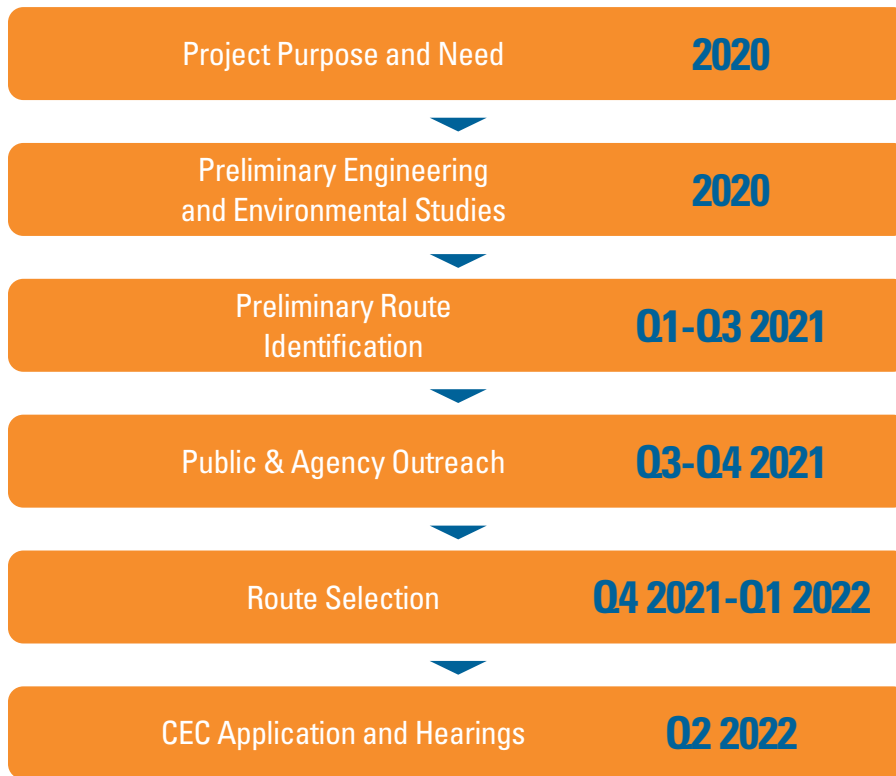 Project Purpose and Need 2020
Preliminary Engineering
and Environmental Studies 2020
Preliminary Route
Identification Q1-Q3 2021
Public & Agency Outreach Q3-Q4 2021
Route Selection Q4 2021-Q1 2022
CEC Application and Hearings Q2 2022